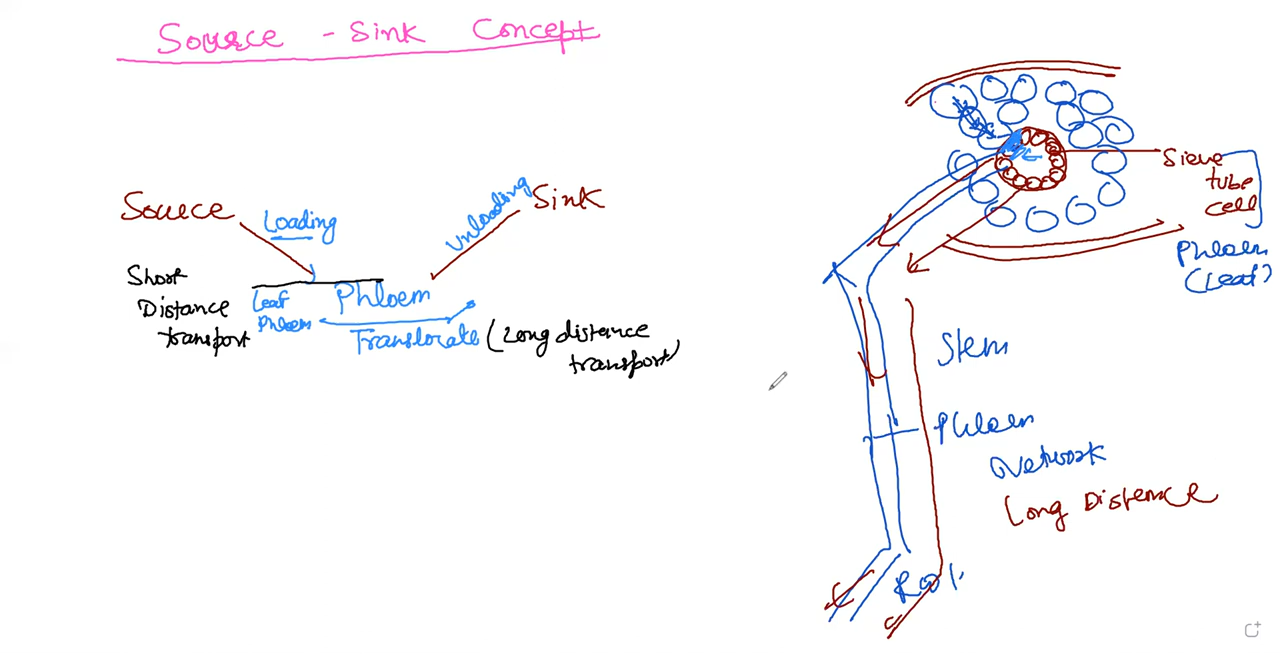 Source - Sink Concept
Source
Loading
Unloading
Sink
Short
Distance
transport
Leaf
Phloem
Phloem
Translocate
(Long distance
transport)
Sieve
tube
cell
Phloem
(Leaf)
Stem
Phloem
Network
Long Distance
Root